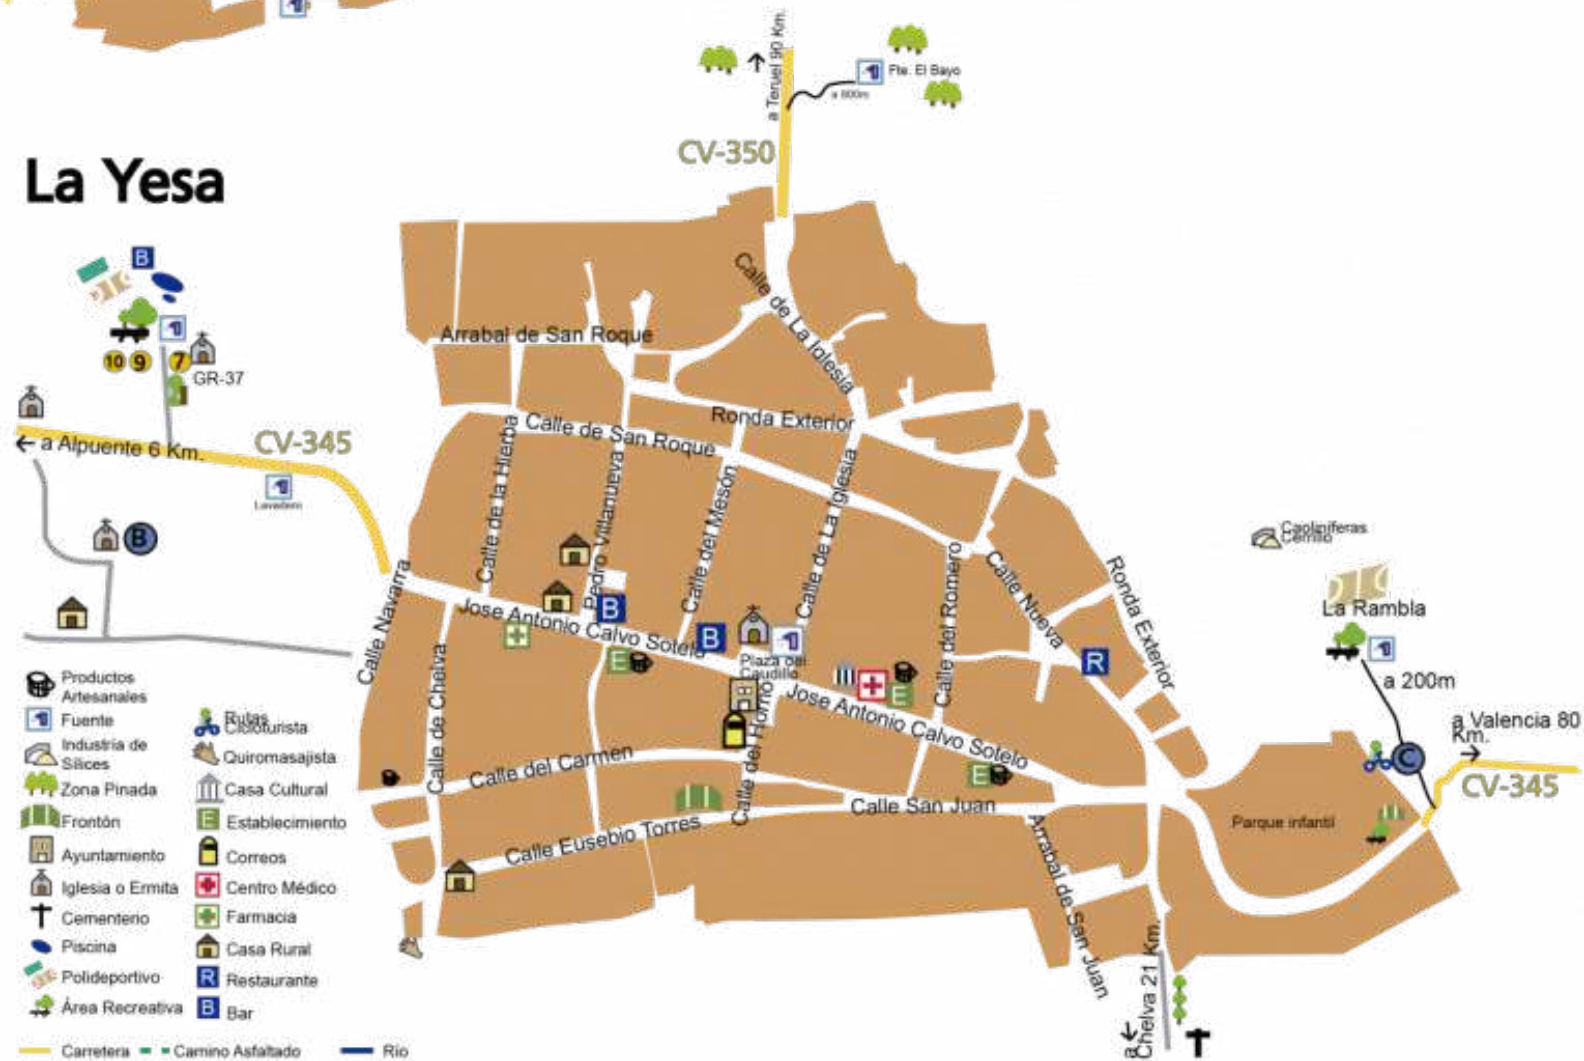 a Teruel 90 Km.
Fte. El Bayo
a 800m
CV-350
La Yesa
B
10
9
7
GR-37
CV-345
a Alpuente 6 Km.
Lavadero
B
Calle de La Iglesia
Arrabal de San Roque
Ronda Exterior
Calle de San Roque
Calle de la Hierba
Pedro Villanueva
Calle del Mesón
Calle de La Iglesia
Calle del Romero
Calle Nueva
Ronda Exterior
Calle Navarra
Jose Antonio Calvo Sotelo
B
B
E
Plaza del
Caudillo
R
E
Jose Antonio Calvo Sotelo
E
Calle de Chelva
Calle del Carmen
Calle del Horno
Calle San Juan
Calle Eusebio Torres
Arrabal de San Juan
a Chelva 21 Km.
Caoliniferas
Cerrillo
La Rambla
a 200m
a Valencia 80
Km.
C
CV-345
Parque infantil
Productos
Artesanales
Fuente
Industria de
Sílices
Zona Pinada
Frontón
Ayuntamiento
Iglesia o Ermita
Cementerio
Piscina
Polideportivo
Área Recreativa
Rutas
Cicloturista
Quiromasajista
Casa Cultural
E Establecimiento
Correos
Centro Médico
Farmacia
Casa Rural
R Restaurante
B Bar
Carretera
Camino Asfaltado
Río